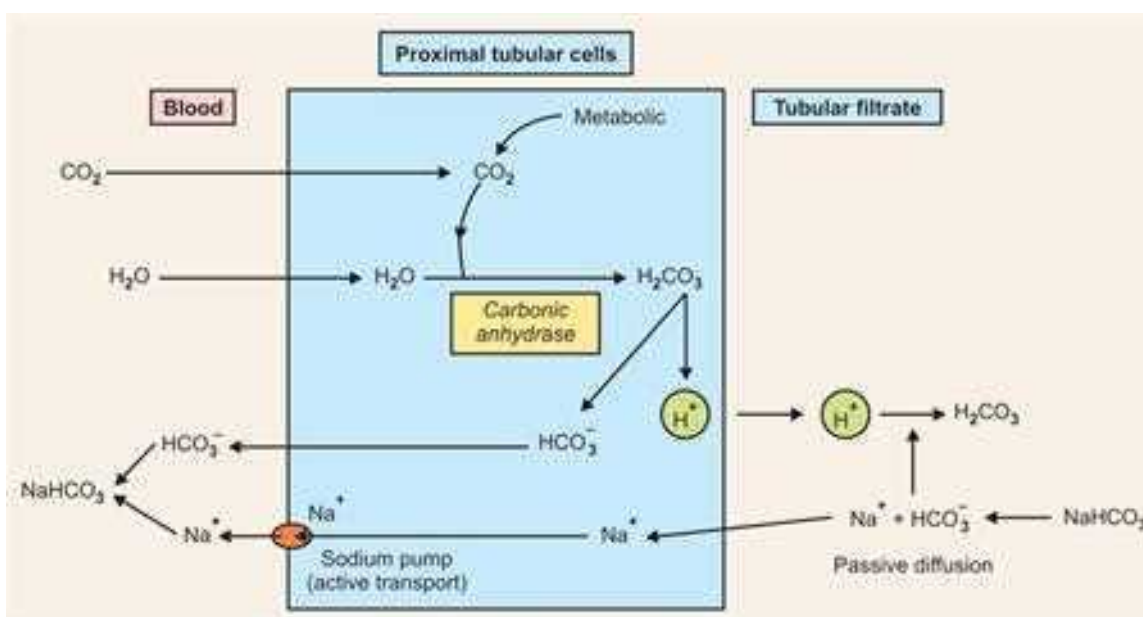 Proximal tubular cells
Blood
Tubular filtrate
Metabolic
CO₂
CO₂
H₂O
H₂O
H₂CO₃
Carbonic
anhydrase
H⁺
H⁺
H₂CO₃
HCO₃⁻
HCO₃⁻
NaHCO₃
Na⁺
Na⁺
Na⁺
Na⁺ + HCO₃⁻
NaHCO₃
Sodium pump
(active transport)
Passive diffusion